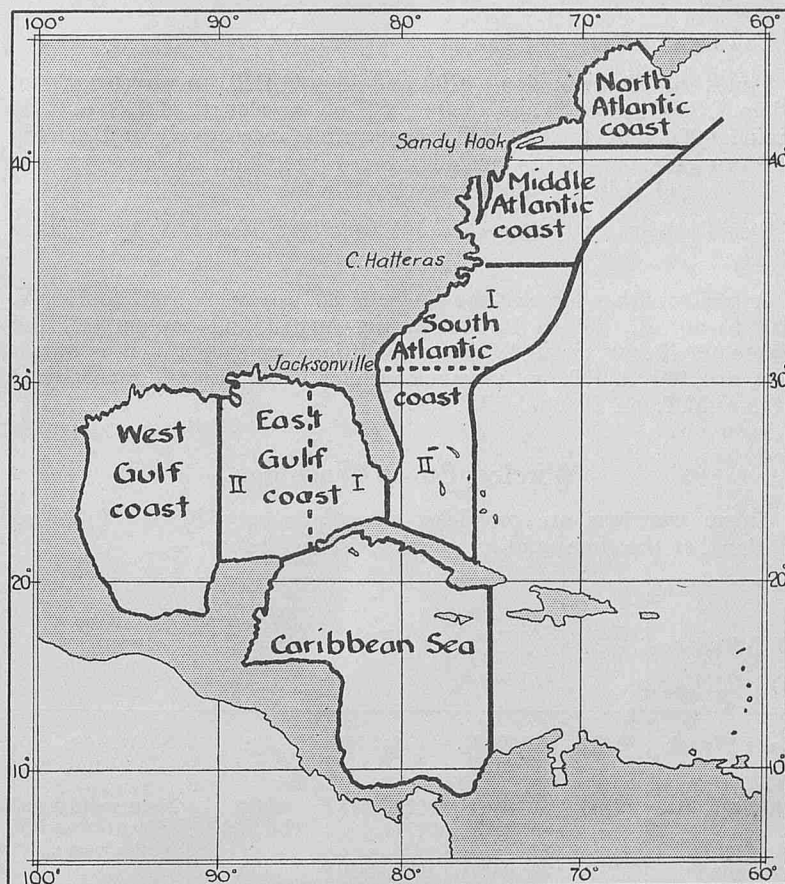 100° 90° 80° 70° 60°
North
Atlantic
coast
Sandy Hook
40° 40°
Middle
Atlantic
coast
C. Hatteras
I
South
Atlantic
Jacksonville
30° 30°
coast
West
Gulf
coast
East
Gulf
coast
II
I
II
20° 20°
Caribbean Sea
10° 10°
100° 90° 80° 70° 60°